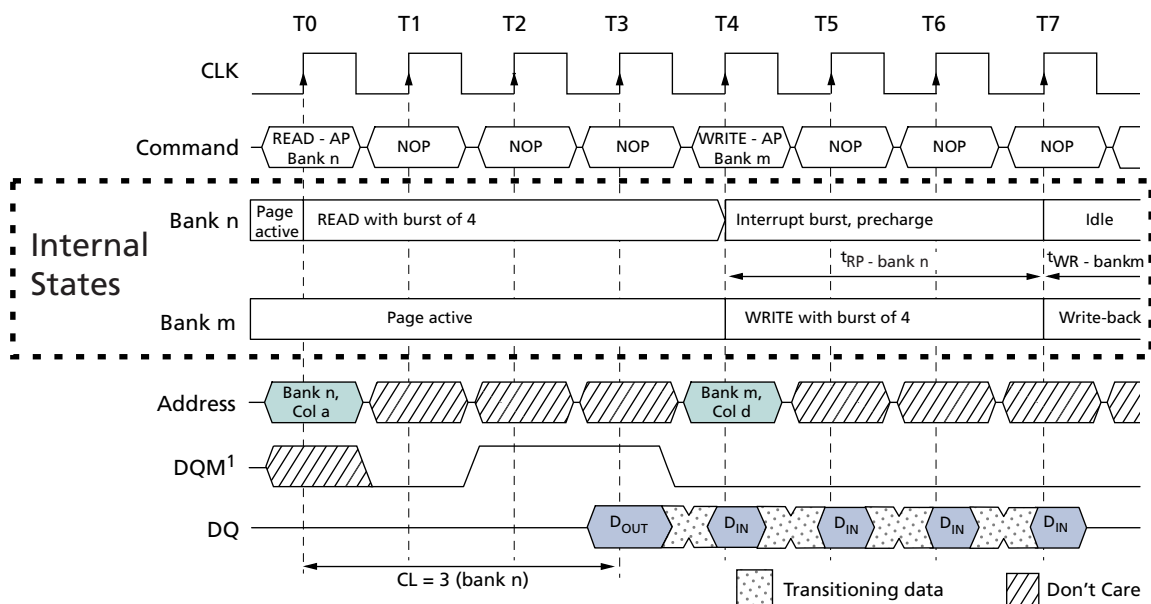 T0 T1 T2 T3 T4 T5 T6 T7
CLK
Command
READ - AP
Bank n
NOP
NOP
NOP
WRITE - AP
Bank m
NOP
NOP
NOP
Internal
States
Bank n
Page
active
READ with burst of 4
Interrupt burst, precharge
Idle
tRP - bank n
tWR - bankm
Bank m
Page active
WRITE with burst of 4
Write-back
Address
Bank n,
Col a
Bank m,
Col d
DQM1
DQ
DOUT
DIN
DIN
DIN
DIN
CL = 3 (bank n)
Transitioning data
Don't Care